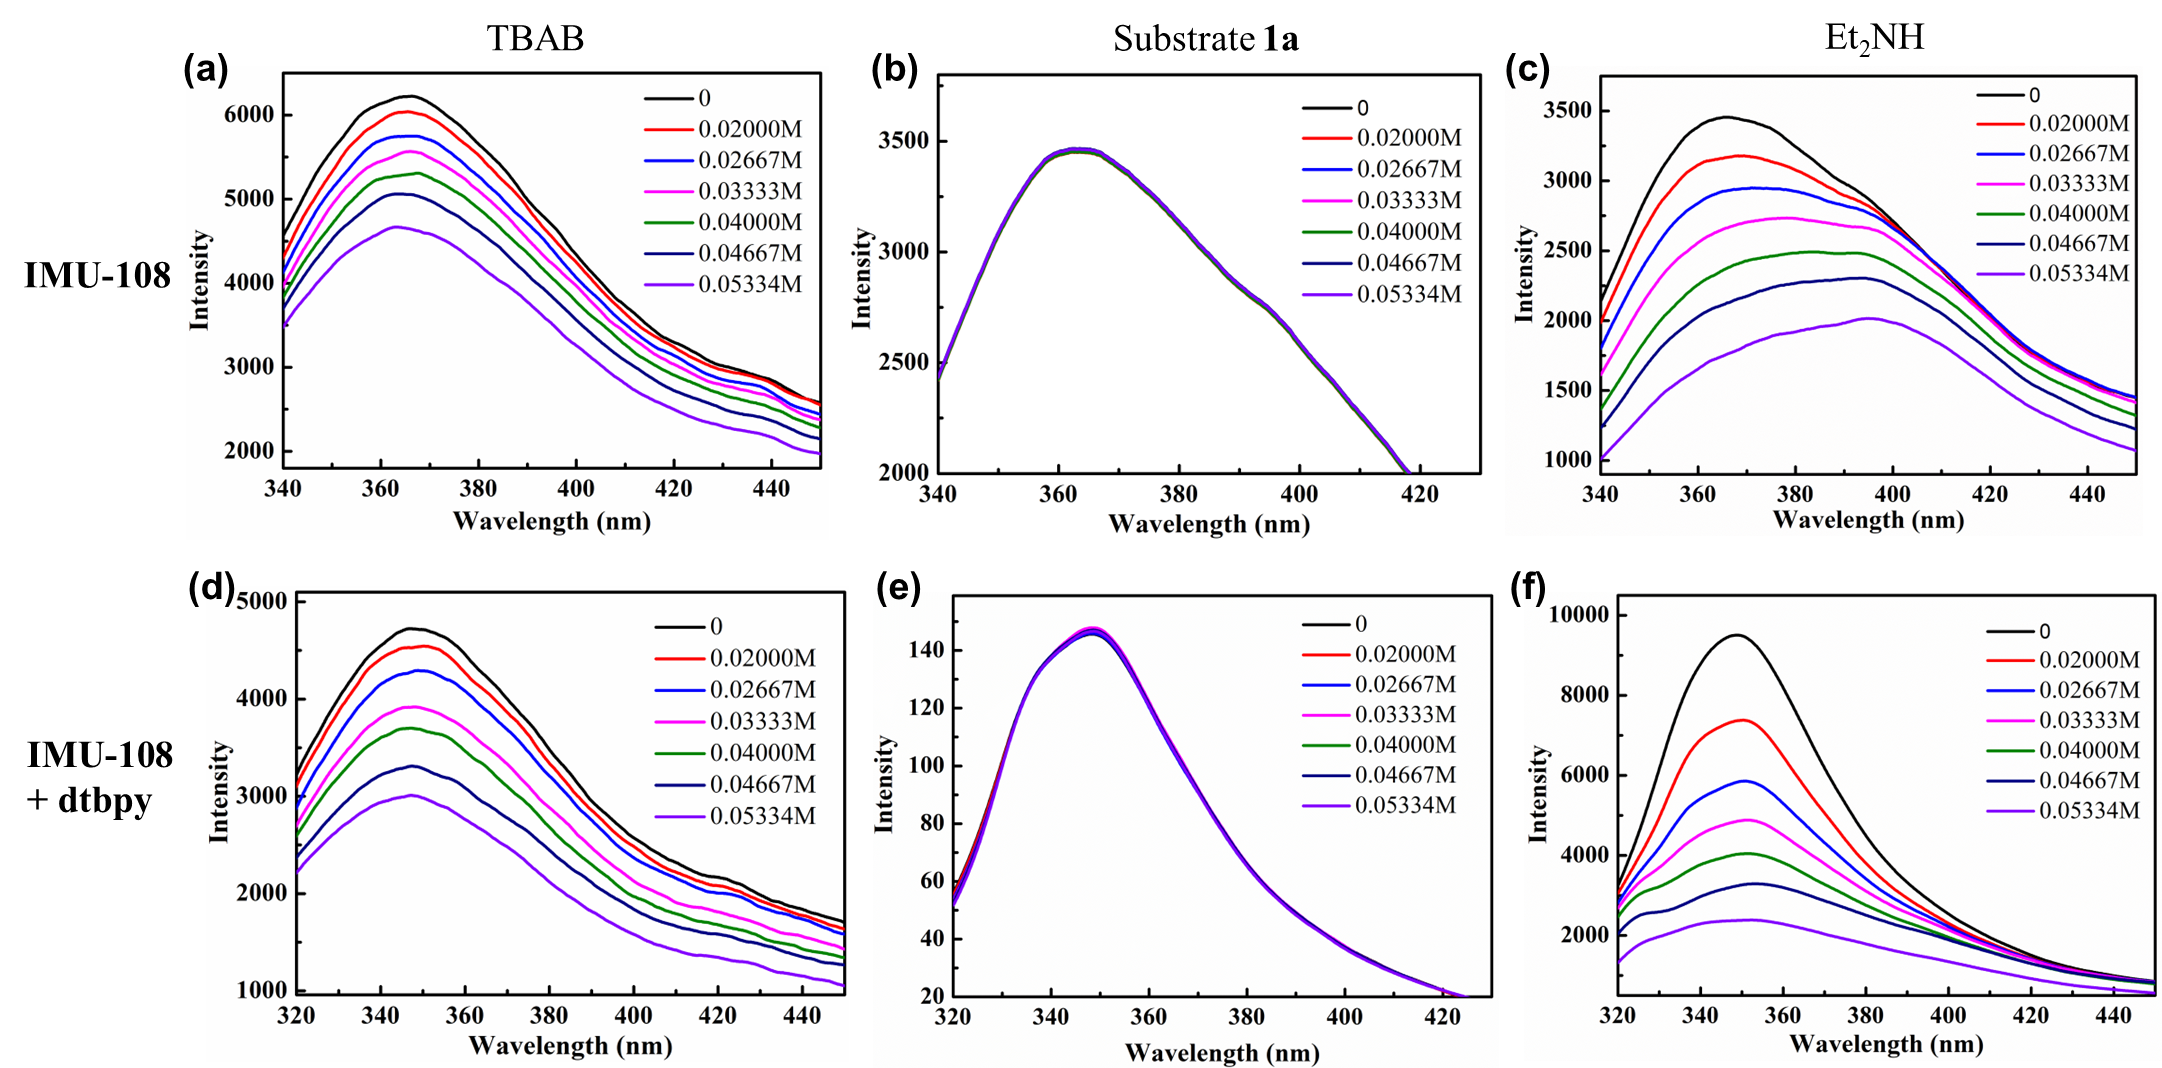 TBAB
Substrate 1a
Et₂NH
IMU-108
(a)
Intensity
6000
5000
4000
3000
2000
340 360 380 400 420 440
Wavelength (nm)
0
0.02000M
0.02667M
0.03333M
0.04000M
0.04667M
0.05334M
(b)
Intensity
3500
3000
2500
2000
340 360 380 400 420
Wavelength (nm)
0
0.02000M
0.02667M
0.03333M
0.04000M
0.04667M
0.05334M
(c)
Intensity
3500
3000
2500
2000
1500
1000
340 360 380 400 420 440
Wavelength (nm)
0
0.02000M
0.02667M
0.03333M
0.04000M
0.04667M
0.05334M
IMU-108
+ dtbpy
(d)
Intensity
5000
4000
3000
2000
1000
320 340 360 380 400 420 440
Wavelength (nm)
0
0.02000M
0.02667M
0.03333M
0.04000M
0.04667M
0.05334M
(e)
Intensity
140
120
100
80
60
40
20
320 340 360 380 400 420
Wavelength (nm)
0
0.02000M
0.02667M
0.03333M
0.04000M
0.04667M
0.05334M
(f)
Intensity
10000
8000
6000
4000
2000
320 340 360 380 400 420 440
Wavelength (nm)
0
0.02000M
0.02667M
0.03333M
0.04000M
0.04667M
0.05334M